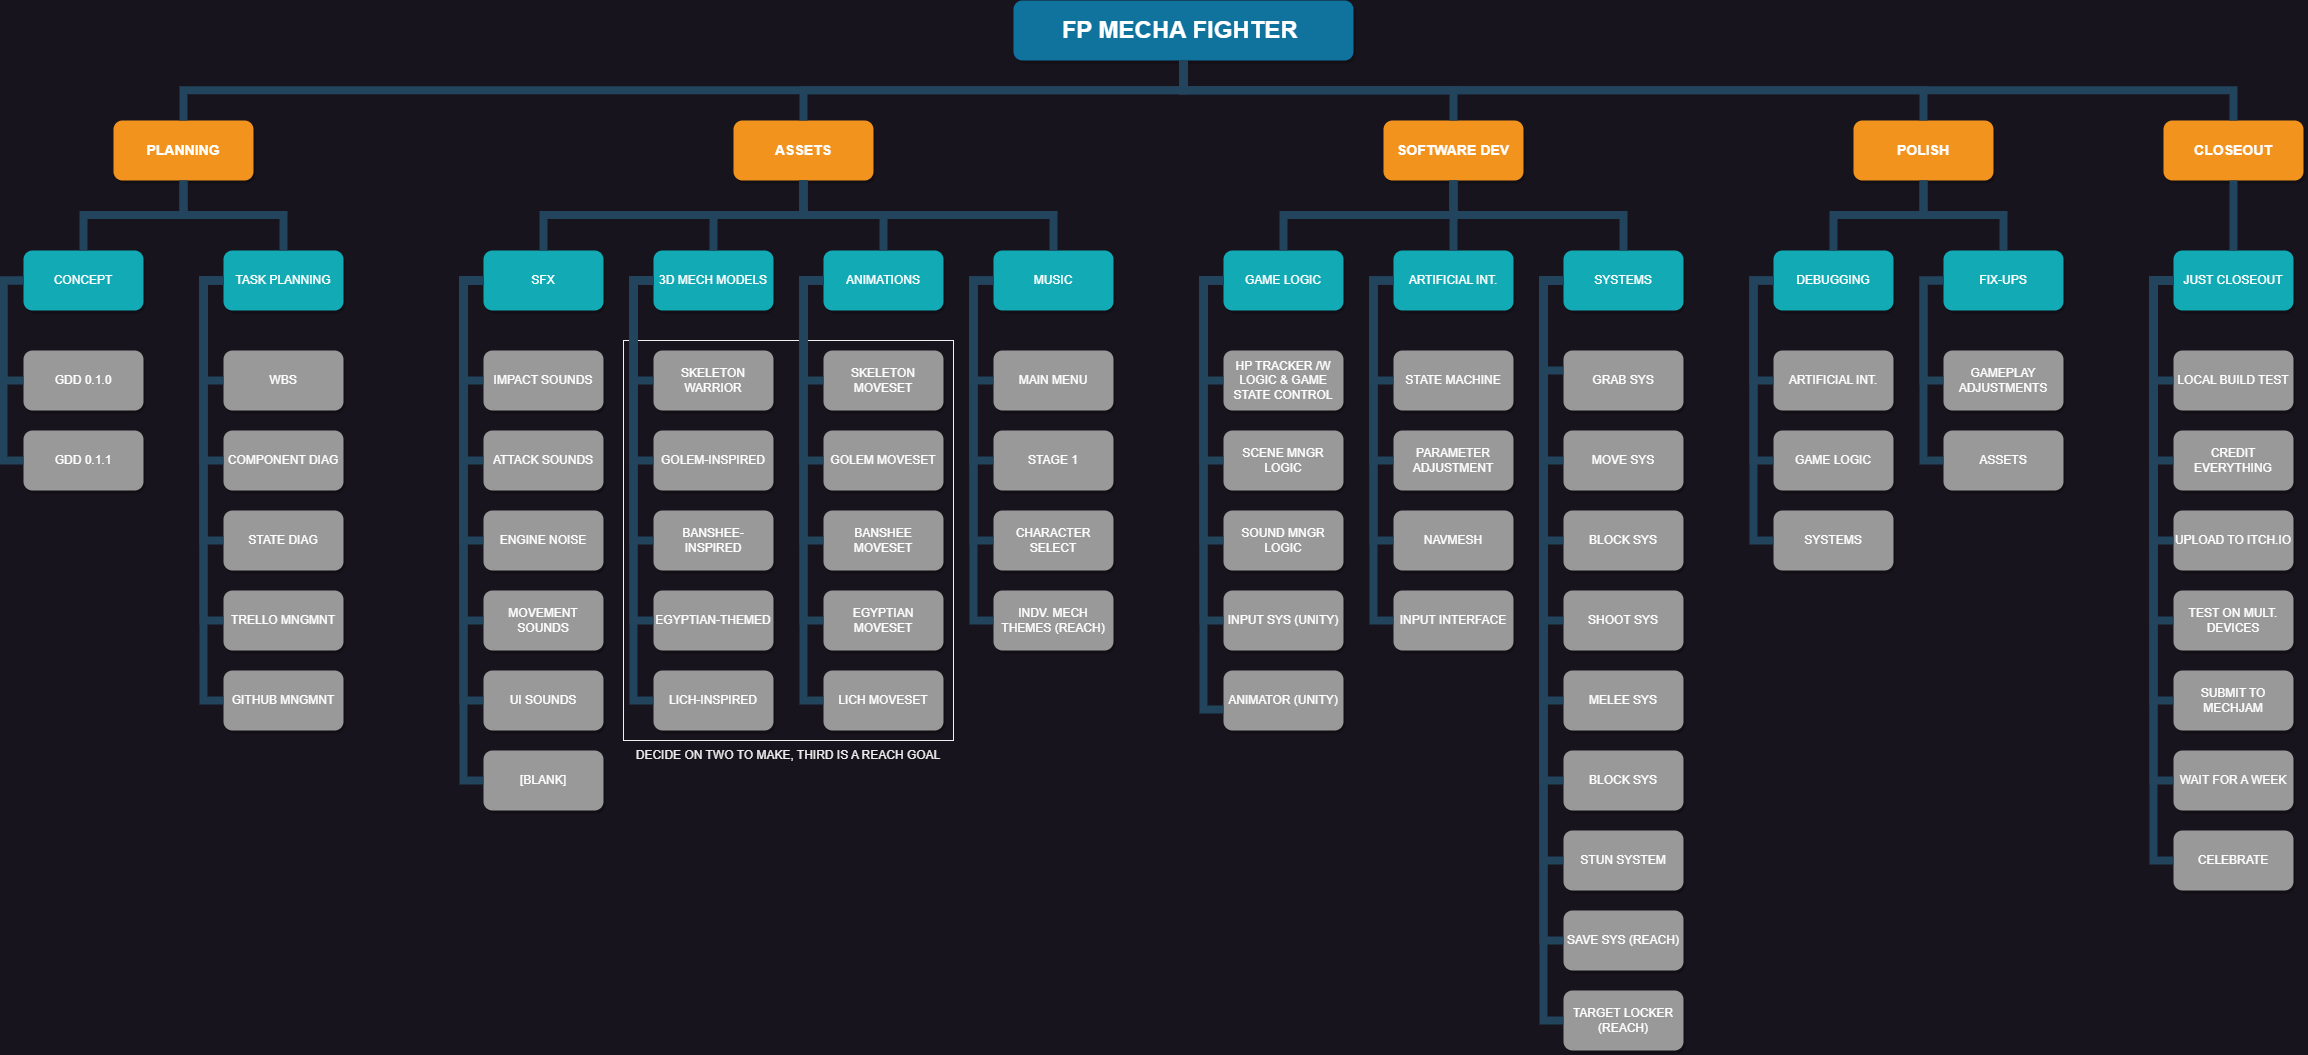 FP MECHA FIGHTER
PLANNING
ASSETS
SOFTWARE DEV
POLISH
CLOSEOUT
CONCEPT
TASK PLANNING
SFX
3D MECH MODELS
ANIMATIONS
MUSIC
GAME LOGIC
ARTIFICIAL INT.
SYSTEMS
DEBUGGING
FIX-UPS
JUST CLOSEOUT
GDD 0.1.0
GDD 0.1.1
WBS
COMPONENT DIAG
STATE DIAG
TRELLO MNGMNT
GITHUB MNGMNT
IMPACT SOUNDS
ATTACK SOUNDS
ENGINE NOISE
MOVEMENT
SOUNDS
UI SOUNDS
[BLANK]
SKELETON
WARRIOR
GOLEM-INSPIRED
BANSHEE-
INSPIRED
EGYPTIAN-THEMED
LICH-INSPIRED
SKELETON
MOVESET
GOLEM MOVESET
BANSHEE
MOVESET
EGYPTIAN
MOVESET
LICH MOVESET
DECIDE ON TWO TO MAKE, THIRD IS A REACH GOAL
MAIN MENU
STAGE 1
CHARACTER
SELECT
INDV. MECH
THEMES (REACH)
HP TRACKER /W
LOGIC & GAME
STATE CONTROL
SCENE MNGR
LOGIC
SOUND MNGR
LOGIC
INPUT SYS (UNITY)
ANIMATOR (UNITY)
STATE MACHINE
PARAMETER
ADJUSTMENT
NAVMESH
INPUT INTERFACE
GRAB SYS
MOVE SYS
BLOCK SYS
SHOOT SYS
MELEE SYS
BLOCK SYS
STUN SYSTEM
SAVE SYS (REACH)
TARGET LOCKER
(REACH)
ARTIFICIAL INT.
GAME LOGIC
SYSTEMS
GAMEPLAY
ADJUSTMENTS
ASSETS
LOCAL BUILD TEST
CREDIT
EVERYTHING
UPLOAD TO ITCH.IO
TEST ON MULT.
DEVICES
SUBMIT TO
MECHJAM
WAIT FOR A WEEK
CELEBRATE